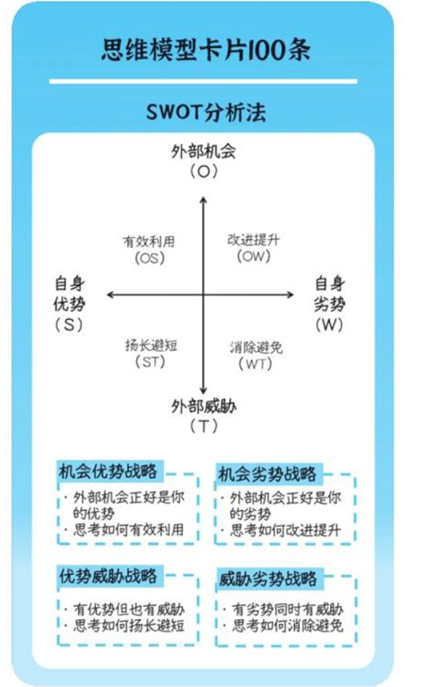 思维模型卡片100条
SWOT分析法
外部机会
(O)
有效利用
(OS)
改进提升
(OW)
自身
优势
(S)
自身
劣势
(W)
扬长避短
(ST)
消除避免
(WT)
外部威胁
(T)
机会优势战略
· 外部机会正好是你
的优势
· 思考如何有效利用
机会劣势战略
· 外部机会正好是你
的劣势
· 思考如何改进提升
优势威胁战略
· 有优势但也有威胁
· 思考如何扬长避短
威胁劣势战略
· 有劣势同时有威胁
· 思考如何消除避免